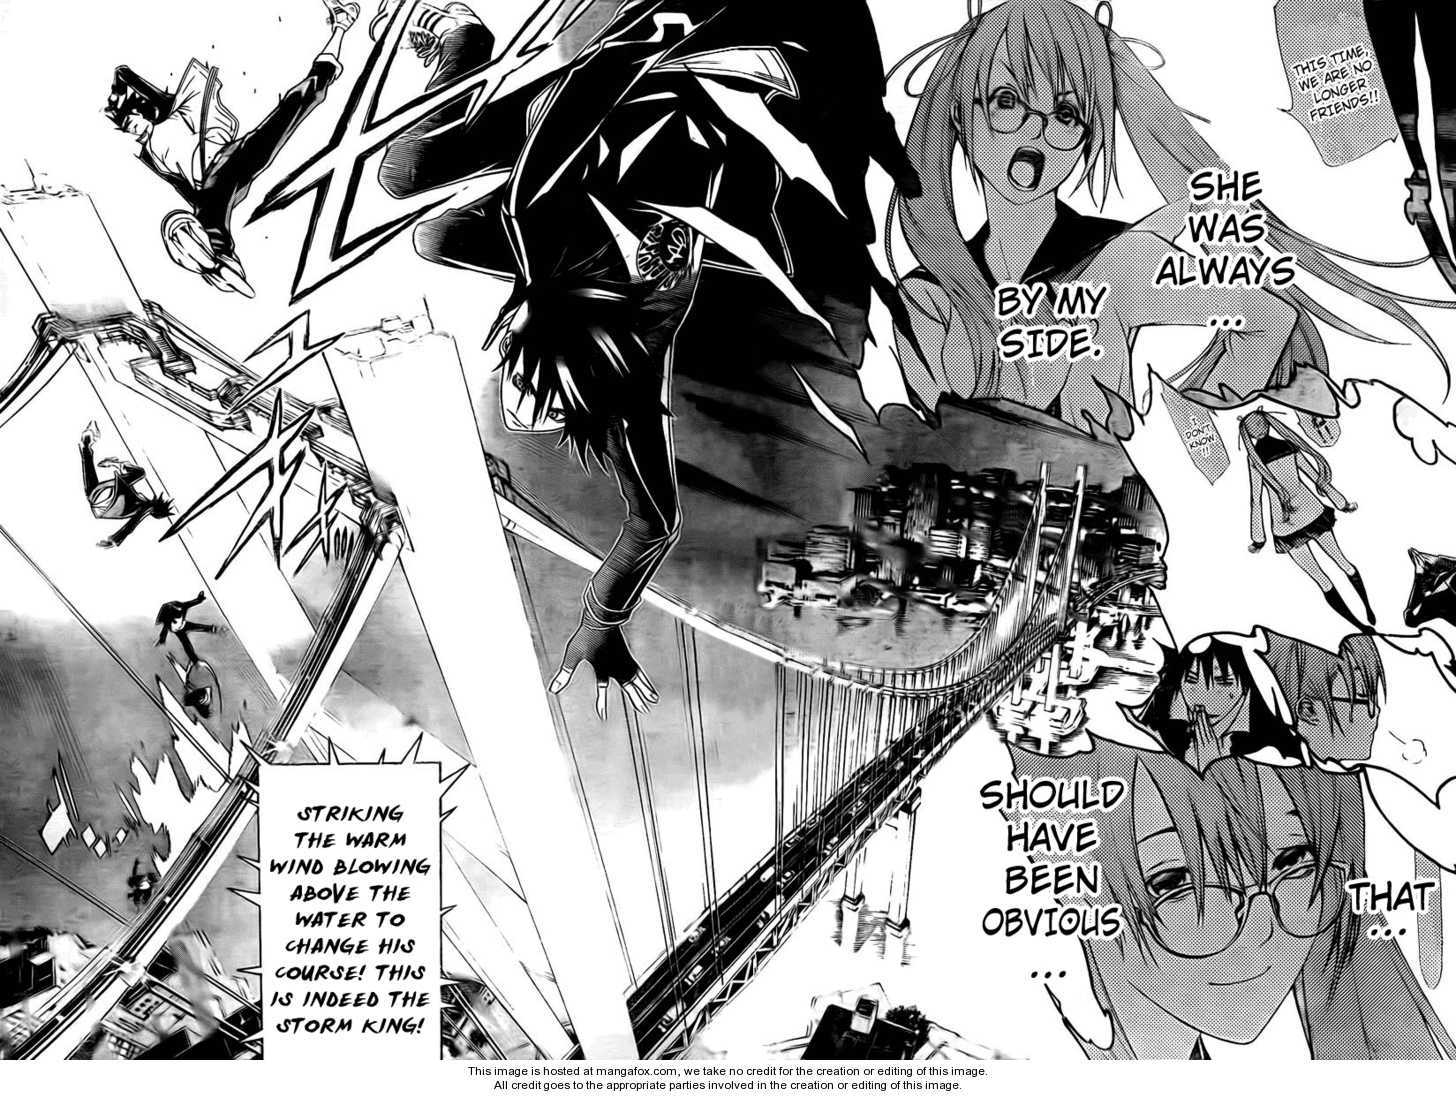 THIS TIME,
WE ARE NO
LONGER
FRIENDS!!
SHE
WAS
ALWAYS
...
BY MY
SIDE.
I
DON'T
KNOW
!!!
THAT
...
SHOULD
HAVE
BEEN
OBVIOUS
...
STRIKING
THE WARM
WIND BLOWING
ABOVE THE
WATER TO
CHANGE HIS
COURSE! THIS
IS INDEED THE
STORM KING!
This image is hosted at mangafox.com, we take no credit for the creation or editing of this image.
All credit goes to the appropriate parties involved in the creation or editing of this image.